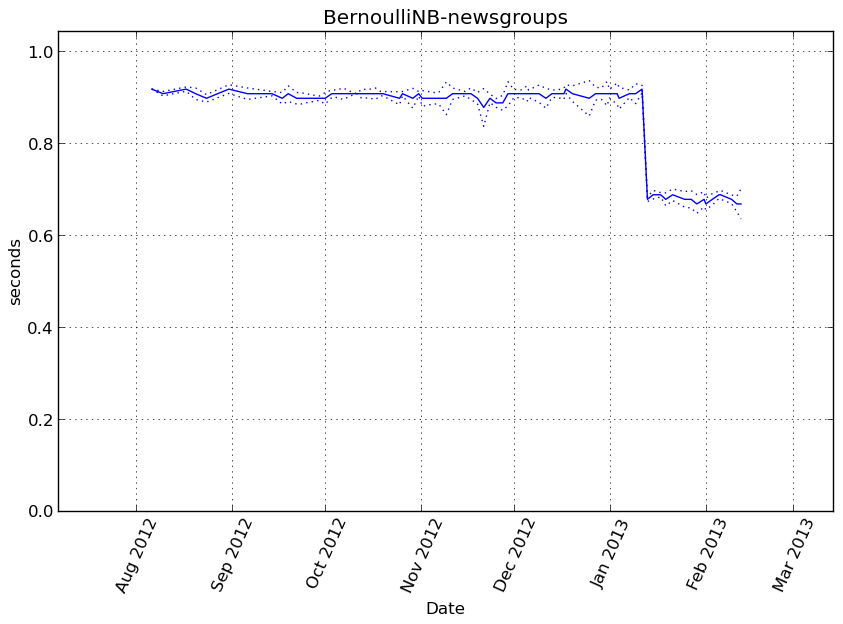 BernoulliNB-newsgroups
1.0
0.8
0.6
0.4
0.2
0.0
seconds
Aug 2012
Sep 2012
Oct 2012
Nov 2012
Dec 2012
Jan 2013
Feb 2013
Mar 2013
Date